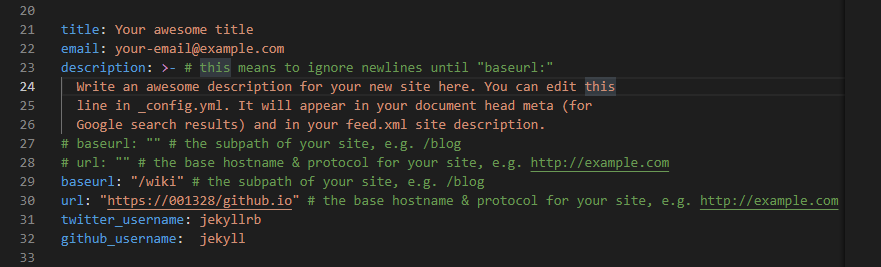 20
21 title: Your awesome title
22 email: your-email@example.com
23 description: >- # this means to ignore newlines until "baseurl:"
24   Write an awesome description for your new site here. You can edit this
25   line in _config.yml. It will appear in your document head meta (for
26   Google search results) and in your feed.xml site description.
27 # baseurl: "" # the subpath of your site, e.g. /blog
28 # url: "" # the base hostname & protocol for your site, e.g. http://example.com
29 baseurl: "/wiki" # the subpath of your site, e.g. /blog
30 url: "https://001328/github.io" # the base hostname & protocol for your site, e.g. http://example.com
31 twitter_username: jekyllrb
32 github_username:  jekyll
33